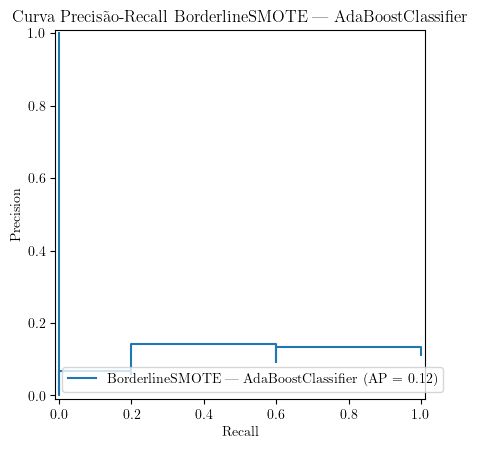 Curva Precisão-Recall BorderlineSMOTE — AdaBoostClassifier
1.0
0.8
0.6
0.4
0.2
0.0
Precision
BorderlineSMOTE — AdaBoostClassifier (AP = 0.12)
0.0 0.2 0.4 0.6 0.8 1.0
Recall